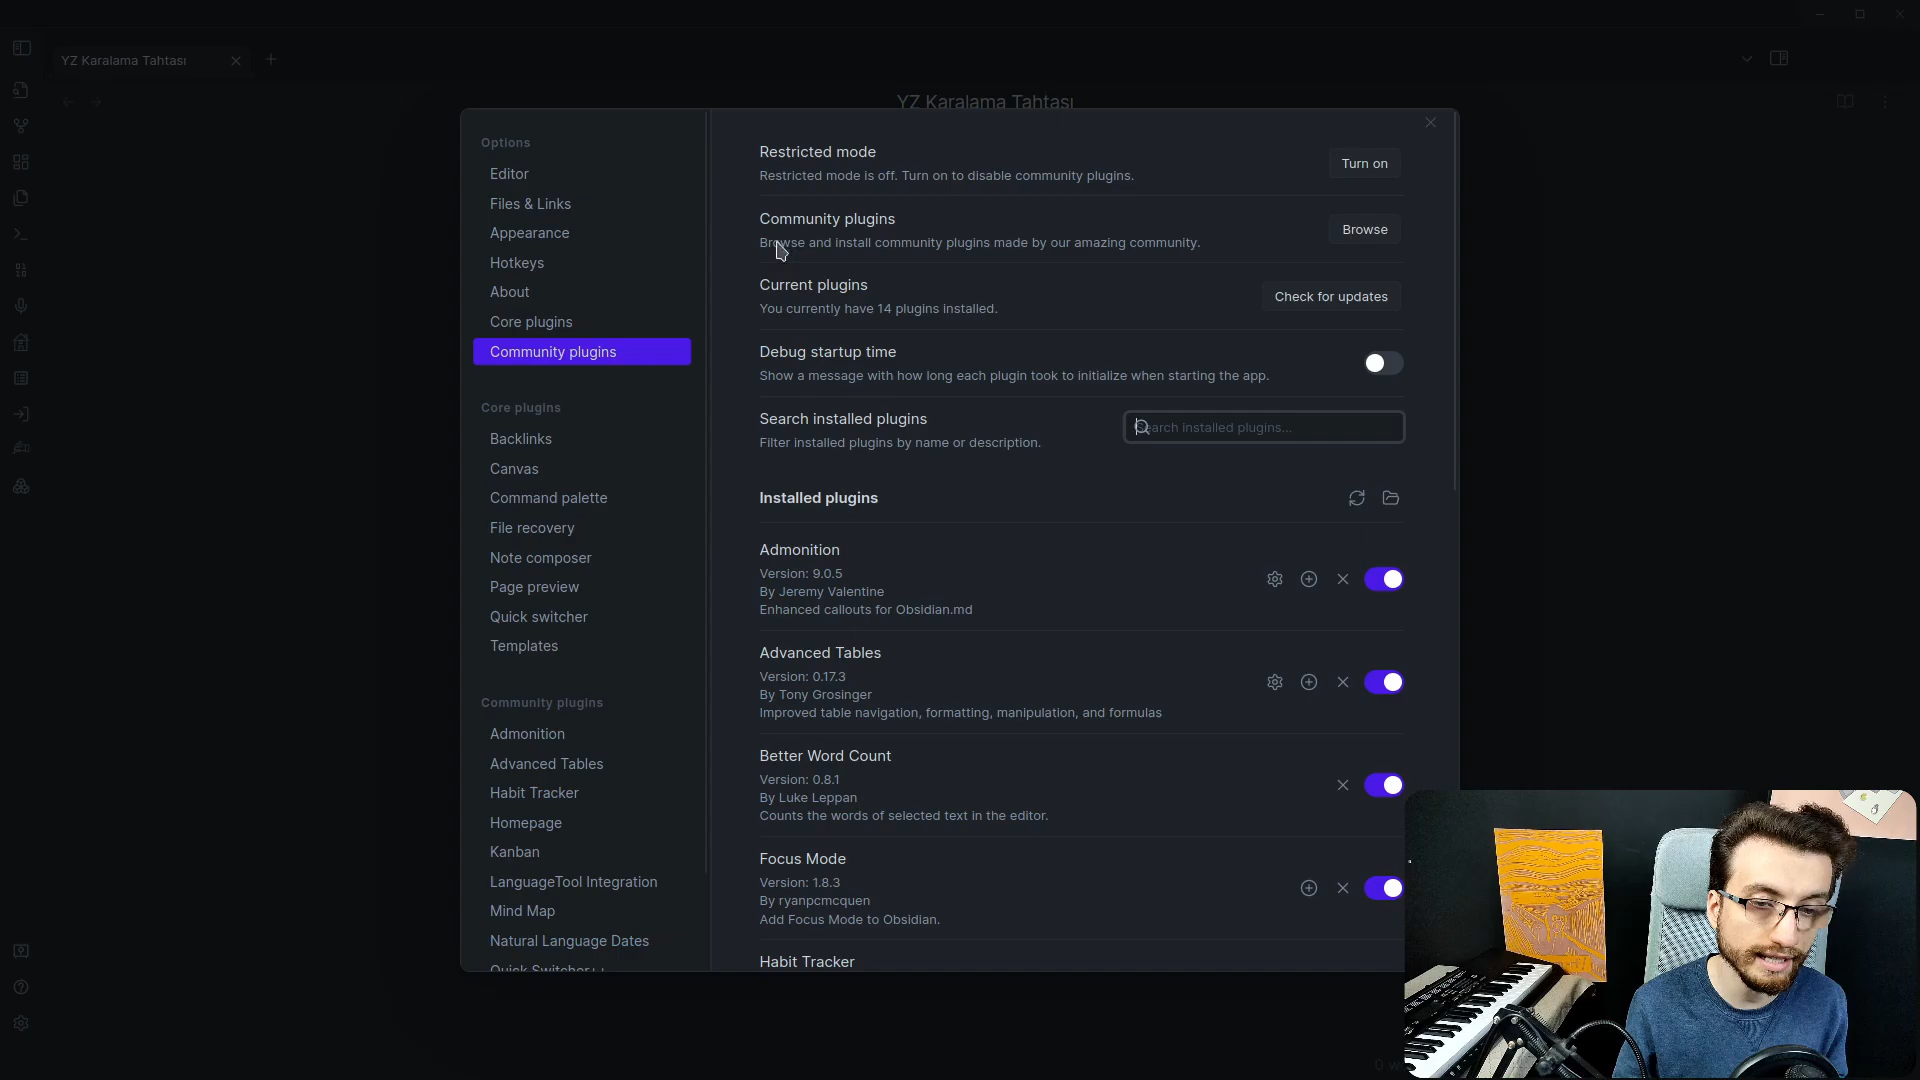 YZ Karalama Tahtası
YZ Karalama Tahtası
Options
Editor
Files & Links
Appearance
Hotkeys
About
Core plugins
Community plugins
Core plugins
Backlinks
Canvas
Command palette
File recovery
Note composer
Page preview
Quick switcher
Templates
Community plugins
Admonition
Advanced Tables
Habit Tracker
Homepage
Kanban
LanguageTool Integration
Mind Map
Natural Language Dates
Quick Switcher++
Restricted mode
Restricted mode is off. Turn on to disable community plugins.
Turn on
Community plugins
Browse and install community plugins made by our amazing community.
Browse
Current plugins
You currently have 14 plugins installed.
Check for updates
Debug startup time
Show a message with how long each plugin took to initialize when starting the app.
Search installed plugins
Filter installed plugins by name or description.
Search installed plugins...
Installed plugins
Admonition
Version: 9.0.5
By Jeremy Valentine
Enhanced callouts for Obsidian.md
Advanced Tables
Version: 0.17.3
By Tony Grosinger
Improved table navigation, formatting, manipulation, and formulas
Better Word Count
Version: 0.8.1
By Luke Leppan
Counts the words of selected text in the editor.
Focus Mode
Version: 1.8.3
By ryanpcmcquen
Add Focus Mode to Obsidian.
Habit Tracker